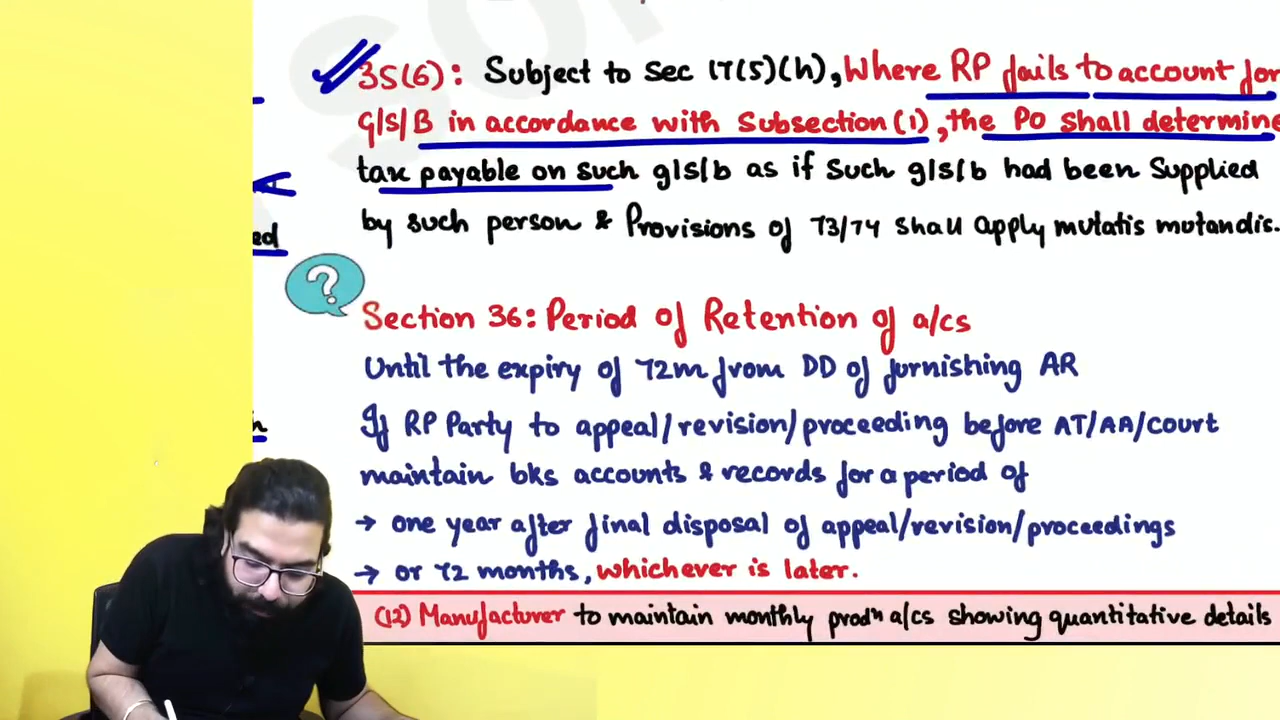 35(6): Subject to Sec 17(5)(h), Where RP fails to account for
G/S/B in accordance with Subsection (1), the PO shall determine
tax payable on such g/s/b as if such g/s/b had been supplied
by such person & Provisions of 73/74 shall apply mutatis mutandis.
ed
?
Section 36: Period of Retention of a/cs
Until the expiry of 72m from DD of furnishing AR
If RP Party to appeal/revision/proceeding before AT/AA/court
maintain bks accounts & records for a period of
→ one year after final disposal of appeal/revision/proceedings
→ or 72 months, whichever is later.
(12) Manufacturer to maintain monthly prodn a/cs showing quantitative details